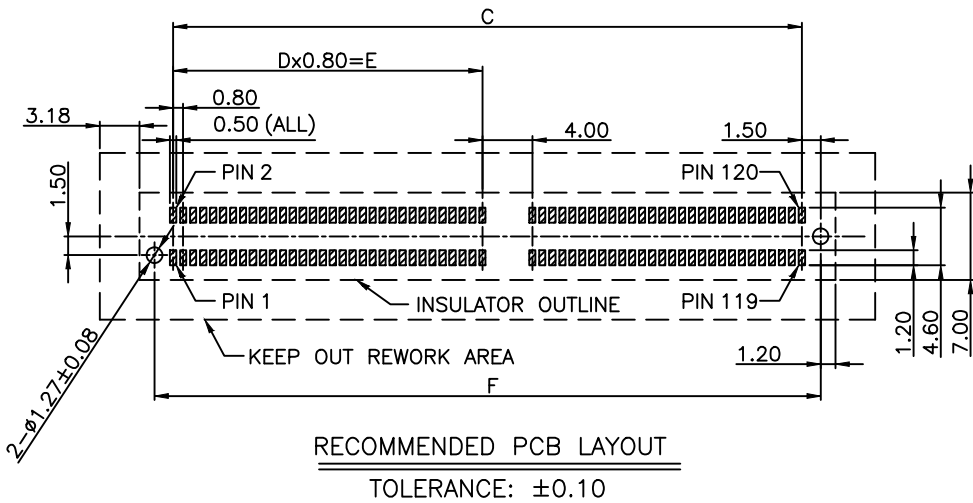 C
Dx0.80=E
0.80
3.18
0.50 (ALL)
4.00
1.50
1.50
PIN 2
PIN 120
PIN 1
INSULATOR OUTLINE
PIN 119
KEEP OUT REWORK AREA
1.20
1.20
4.60
7.00
2-ø1.27±0.08
F
RECOMMENDED PCB LAYOUT
TOLERANCE: ±0.10